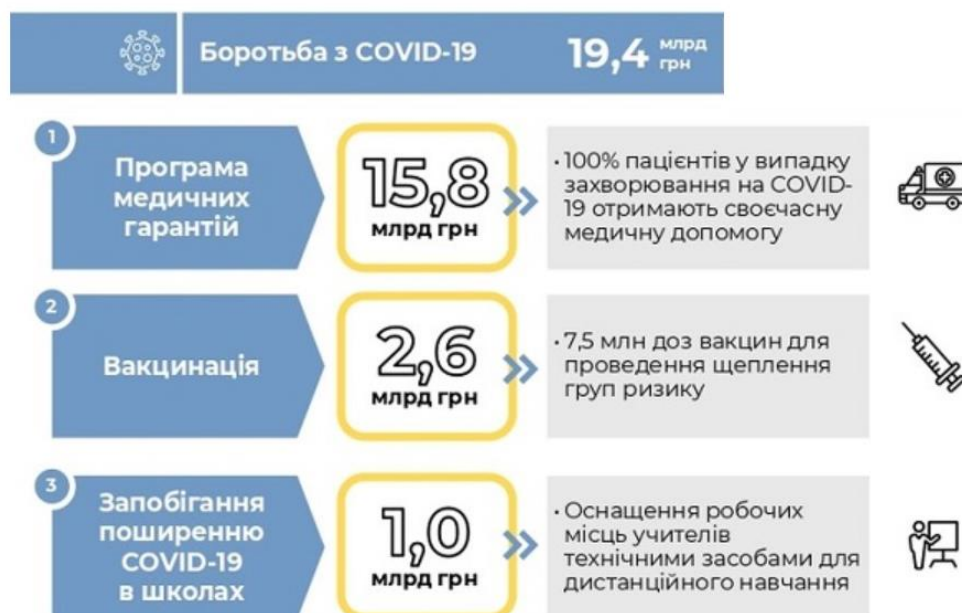 Боротьба з COVID-19
19,4 млрд
грн
1
Програма
медичних
гарантій
15,8
млрд грн
· 100% пацієнтів у випадку
захворювання на COVID-
19 отримають своєчасну
медичну допомогу
2
Вакцинація
2,6
млрд грн
· 7,5 млн доз вакцин для
проведення щеплення
груп ризику
3
Запобігання
поширенню
COVID-19
в школах
1,0
млрд грн
· Оснащення робочих
місць учителів
технічними засобами для
дистанційного навчання